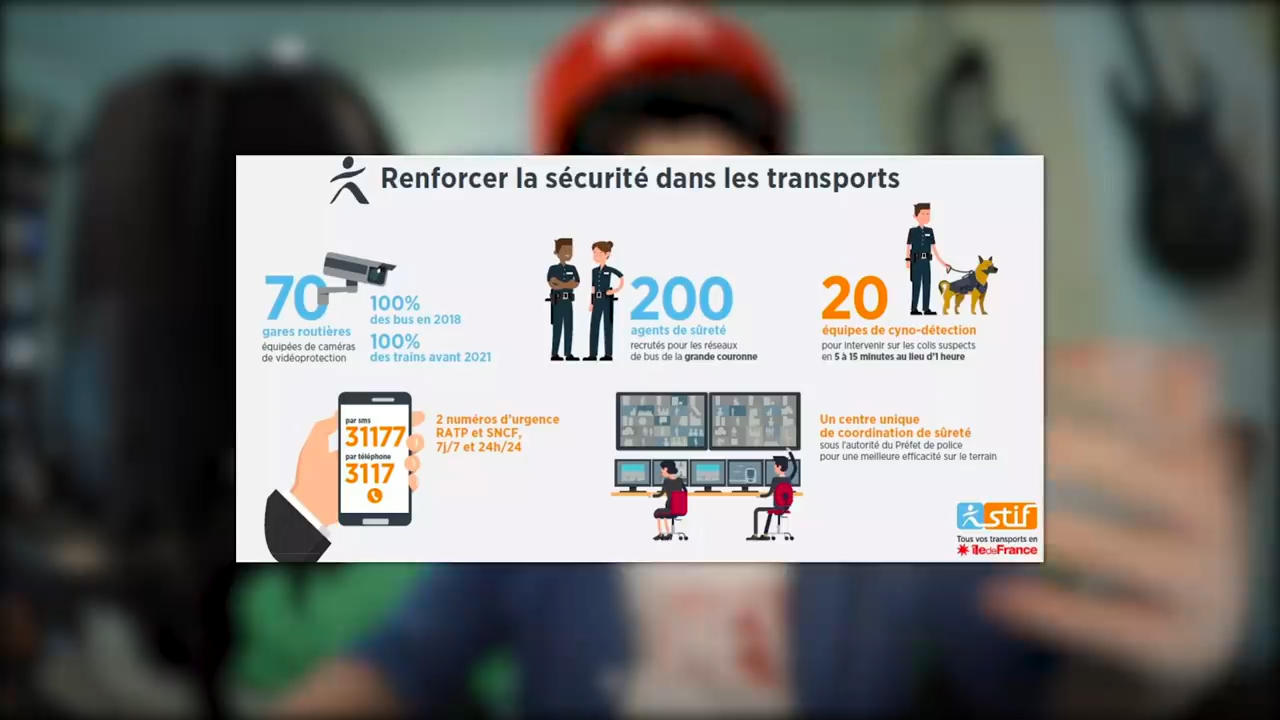 Renforcer la sécurité dans les transports
70
gares routières
équipées de caméras
de vidéoprotection
100%
des bus en 2018
100%
des trains avant 2021
200
agents de sûreté
recrutés pour les réseaux
de bus de la grande couronne
20
équipes de cyno-détection
pour intervenir sur les colis suspects
en 5 à 15 minutes au lieu d'1 heure
par sms
31177
par téléphone
3117
2 numéros d'urgence
RATP et SNCF,
7j/7 et 24h/24
Un centre unique
de coordination de sûreté
sous l'autorité du Préfet de police
pour une meilleure efficacité sur le terrain
stif
Tous vos transports en
îledeFrance